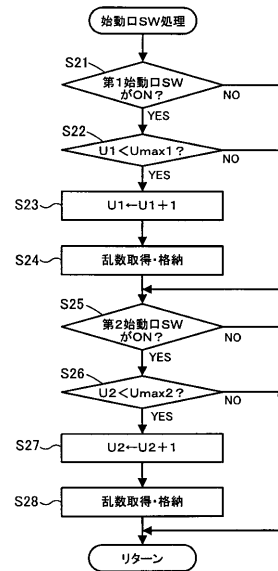 始動口SW処理
S21
第1始動口SW
がON?
NO
YES
S22
U1<Umax1?
NO
YES
S23
U1←U1+1
S24
乱数取得・格納
S25
第2始動口SW
がON?
NO
YES
S26
U2<Umax2?
NO
YES
S27
U2←U2+1
S28
乱数取得・格納
リターン